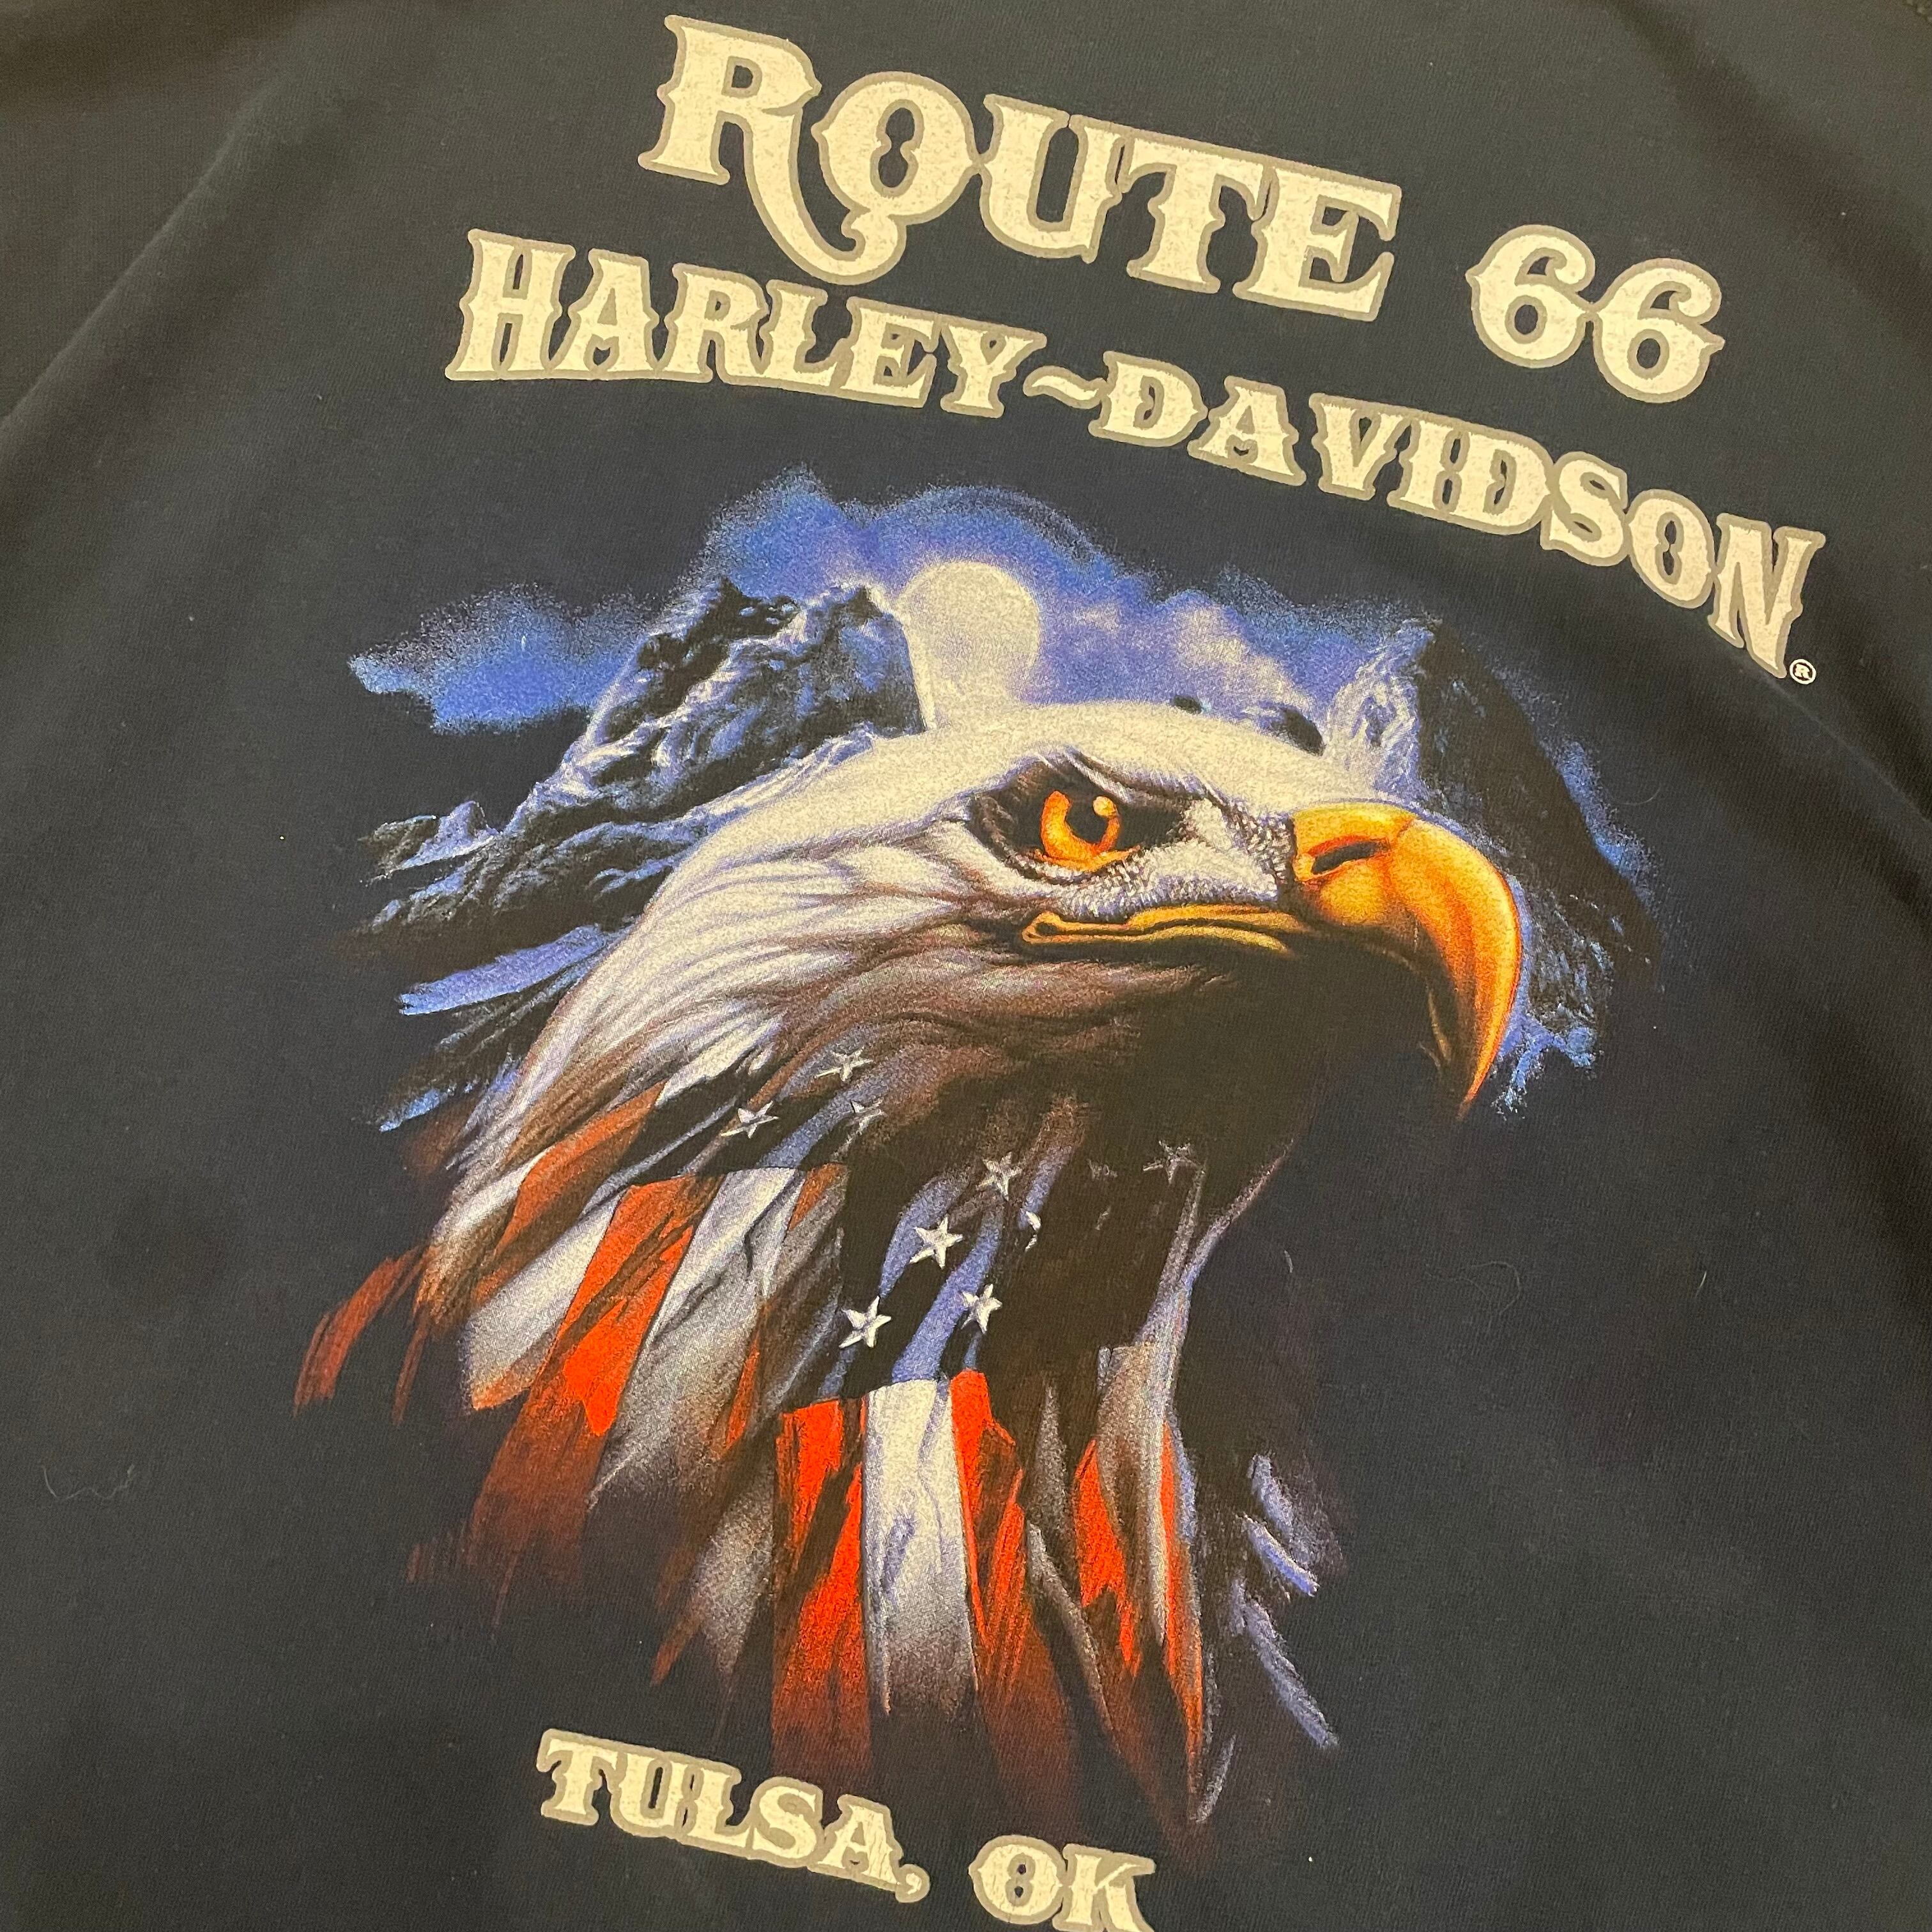 ROUTE 66
HARLEY~DAVIDSON®
TULSA, OK